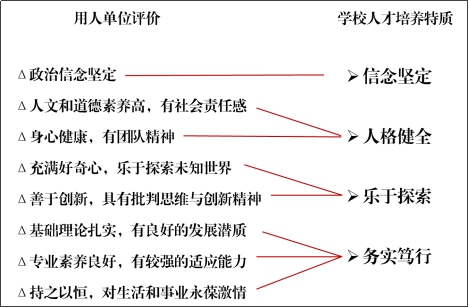 用人单位评价
学校人才培养特质
Δ 政治信念坚定
➢ 信念坚定
Δ 人文和道德素养高，有社会责任感
Δ 身心健康，有团队精神
➢ 人格健全
Δ 充满好奇心，乐于探索未知世界
Δ 善于创新，具有批判思维与创新精神
➢ 乐于探索
Δ 基础理论扎实，有良好的发展潜质
Δ 专业素养良好，有较强的适应能力
➢ 务实笃行
Δ 持之以恒，对生活和事业永葆激情